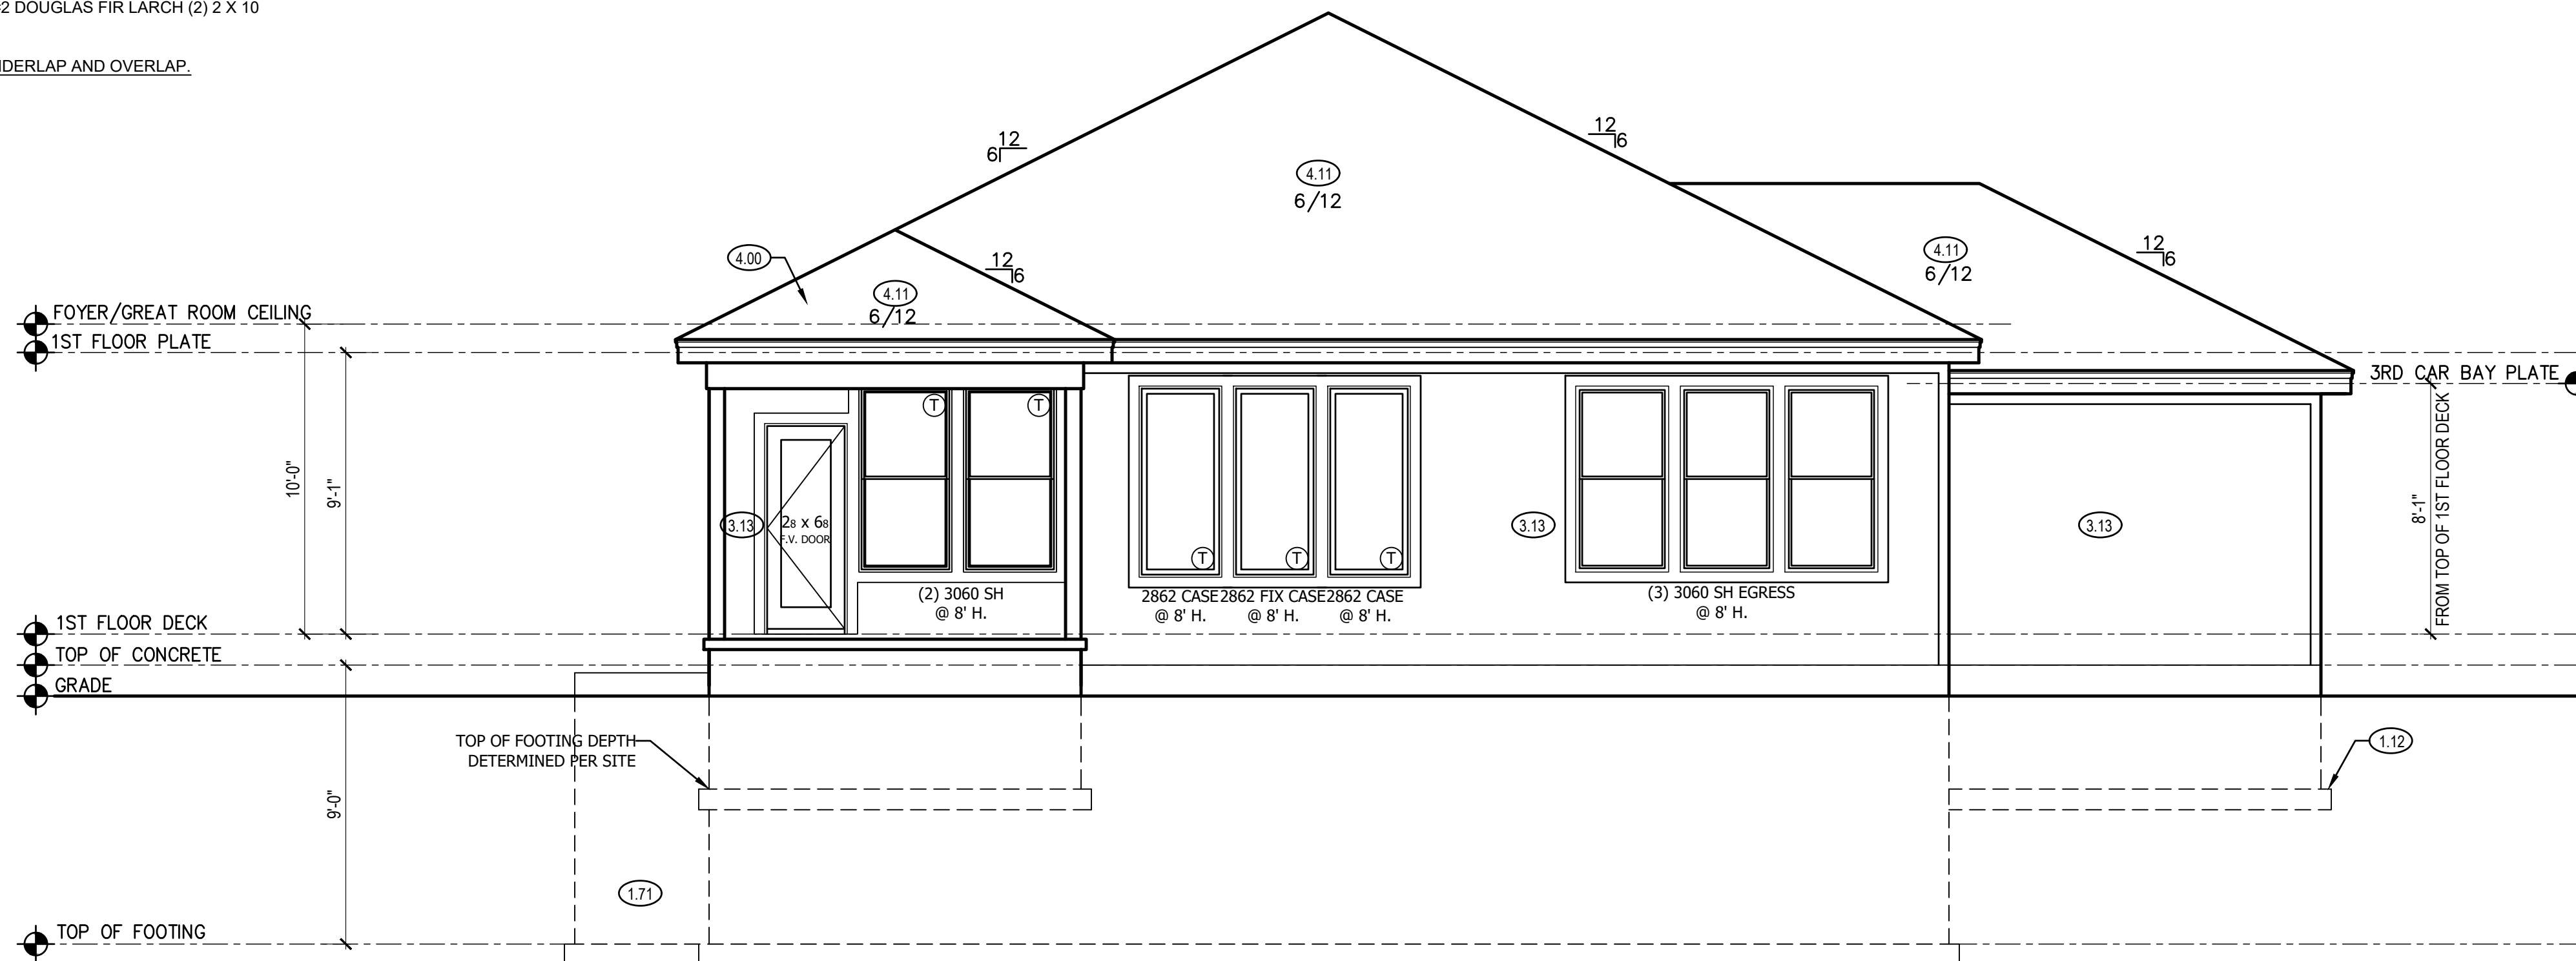 #2 DOUGLAS FIR LARCH (2) 2 X 10
NDERLAP AND OVERLAP.
12
6
12
6
4.11
6/12
4.00
12
6
4.11
6/12
4.11
6/12
12
6
FOYER/GREAT ROOM CEILING
1ST FLOOR PLATE
3RD CAR BAY PLATE
10'-0"
9'-1"
T
T
3.13
28 x 68
F.V. DOOR
(2) 3060 SH
@ 8' H.
T
T
T
2862 CASE
@ 8' H.
2862 FIX CASE
@ 8' H.
2862 CASE
@ 8' H.
3.13
(3) 3060 SH EGRESS
@ 8' H.
3.13
8'-1"
FROM TOP OF 1ST FLOOR DECK
1ST FLOOR DECK
TOP OF CONCRETE
GRADE
TOP OF FOOTING DEPTH
DETERMINED PER SITE
1.12
9'-0"
1.71
TOP OF FOOTING